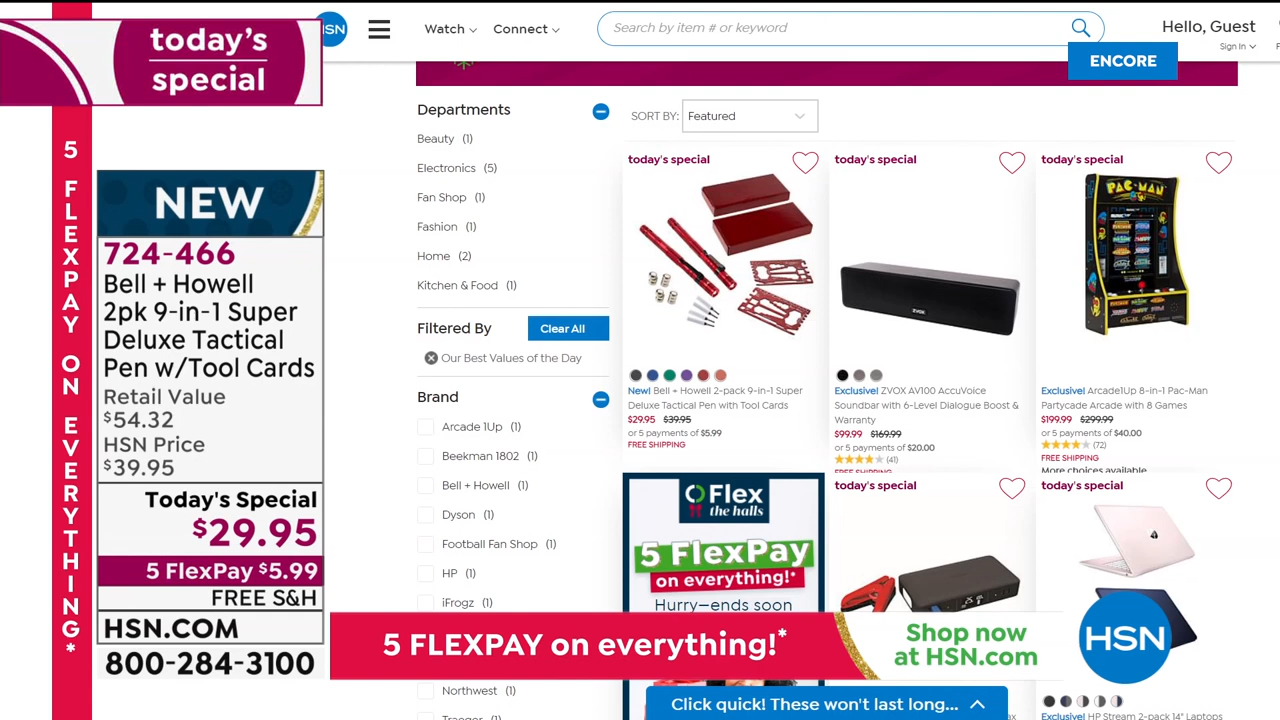 today's
special
5 FLEXPAY ON EVERYTHING*
NEW
724-466
Bell + Howell
2pk 9-in-1 Super
Deluxe Tactical
Pen w/Tool Cards
Retail Value
$54.32
HSN Price
$39.95
Today's Special
$29.95
5 FlexPay $5.99
FREE S&H
HSN.COM
800-284-3100
HSN
Watch
Connect
Search by item # or keyword
Hello, Guest
Sign In
ENCORE
Departments
Beauty (1)
Electronics (5)
Fan Shop (1)
Fashion (1)
Home (2)
Kitchen & Food (1)
Filtered By
Clear All
Our Best Values of the Day
Brand
Arcade 1Up (1)
Beekman 1802 (1)
Bell + Howell (1)
Dyson (1)
Football Fan Shop (1)
HP (1)
iFrogz (1)
Northwest (1)
Traeger (1)
SORT BY: Featured
today's special
New! Bell + Howell 2-pack 9-in-1 Super
Deluxe Tactical Pen with Tool Cards
$29.95 $39.95
or 5 payments of $5.99
FREE SHIPPING
today's special
ZVOX
Exclusive! ZVOX AV100 AccuVoice
Soundbar with 6-Level Dialogue Boost &
Warranty
$99.99 $169.99
or 5 payments of $20.00
(41)
FREE SHIPPING
today's special
PAC-MAN
Exclusive! Arcade1Up 8-in-1 Pac-Man
Partycade Arcade with 8 Games
$199.99 $299.99
or 5 payments of $40.00
(72)
FREE SHIPPING
More choices available
Flex
the halls
5 FlexPay
on everything!*
Hurry—ends soon
today's special
today's special
Exclusive! HP Stream 2-pack 14" Laptops
5 FLEXPAY on everything!*
Shop now
at HSN.com
HSN
Click quick! These won't last long...